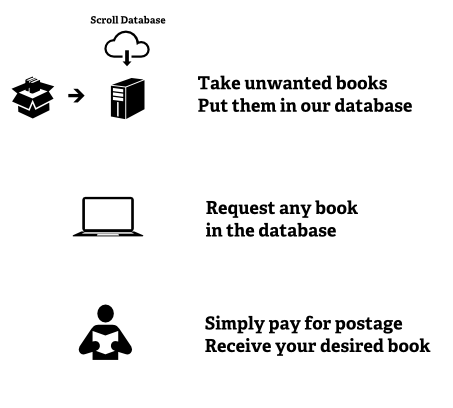 Scroll Database
Take unwanted books
Put them in our database
Request any book
in the database
Simply pay for postage
Receive your desired book